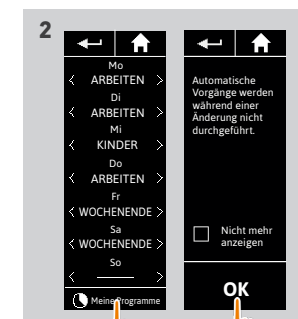 2
Mo
ARBEITEN
Di
ARBEITEN
Mi
KINDER
Do
ARBEITEN
Fr
WOCHENENDE
Sa
WOCHENENDE
So
Meine Programme
Automatische
Vorgänge werden
während einer
Änderung nicht
durchgeführt.
Nicht mehr
anzeigen
OK